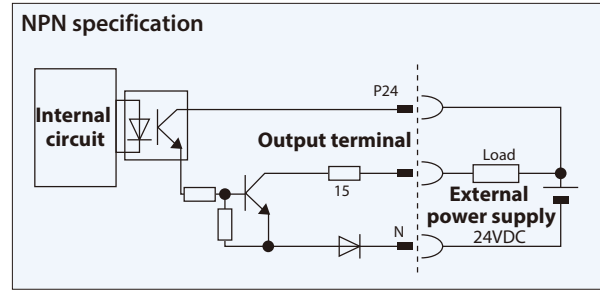 NPN specification
P24
Internal
circuit
Output terminal
Load
15
External
power supply
N
24VDC